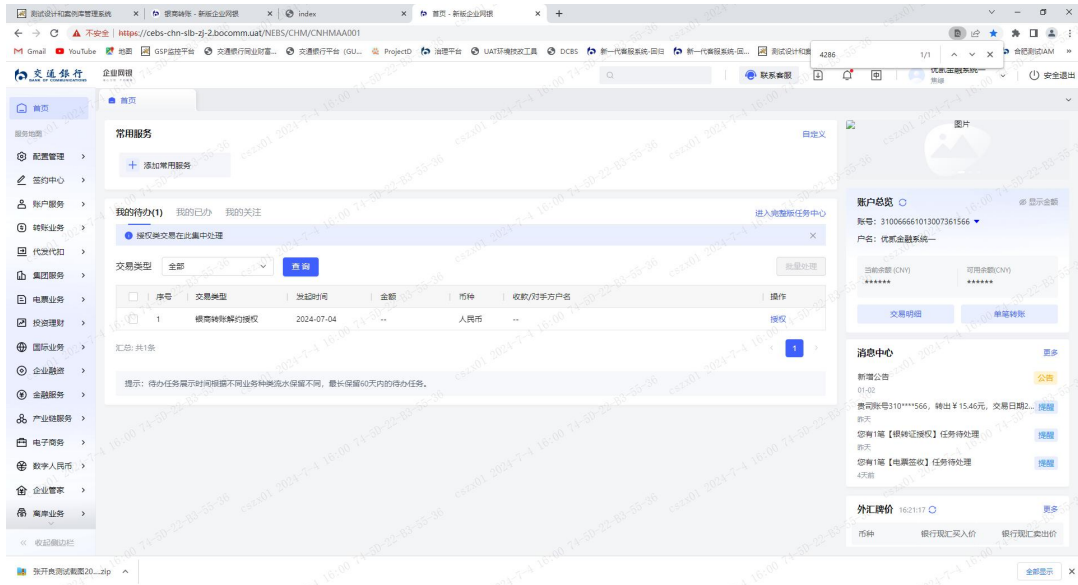 测试设计和案例库管理系统
银商转账 - 新版企业网银
index
首页 - 新版企业网银
不安全 | https://cebs-chn-slb-zj-2.bocomm.uat/NEBS/CHM/CNHMAA001
Gmail YouTube 地图 GSP监控平台 交通银行同业财富... 交通银行平台 (GU... ProjectD 治理平台 UAT环境技改工具 DCBS 新一代客服系统-回归 新一代客服系统-回... 测试设计和案 合肥测试IAM »
4286 1/1
交通银行 BANK OF COMMUNICATIONS 企业网银
联系客服
优贰金融系统一
安全退出
首页
首页
服务地图
配置管理
签约中心
账户服务
转账业务
代发代扣
集团服务
电票业务
投资理财
国际业务
企业融资
金融服务
产业链服务
电子商务
数字人民币
企业管家
离岸业务
收起侧边栏
常用服务 自定义
添加常用服务
我的待办(1) 我的已办 我的关注 进入完整版任务中心
授权类交易在此集中处理
交易类型 全部 查询 批量处理
序号 交易类型 发起时间 金额 币种 收款/对手方户名 操作
1 银商转账解约授权 2024-07-04 -- 人民币 -- 授权
汇总: 共1条 1
提示：待办任务展示时间根据不同业务种类流水保留不同，最长保留60天内的待办任务。
图片
账户总览 显示金额
账号：310066661013007361566
户名：优贰金融系统一
当前余额 (CNY) 可用余额(CNY)
****** ******
交易明细 单笔转账
消息中心 更多
新增公告 公告
01-02
贵司账号310****566，转出￥15.46元，交易日期2... 提醒
昨天
您有1笔【银转证授权】任务待处理 提醒
昨天
您有1笔【电票签收】任务待处理 提醒
4天前
外汇牌价 16:21:17 更多
币种 银行现汇买入价 银行现汇卖出价
张开良测试截图20....zip
全部显示